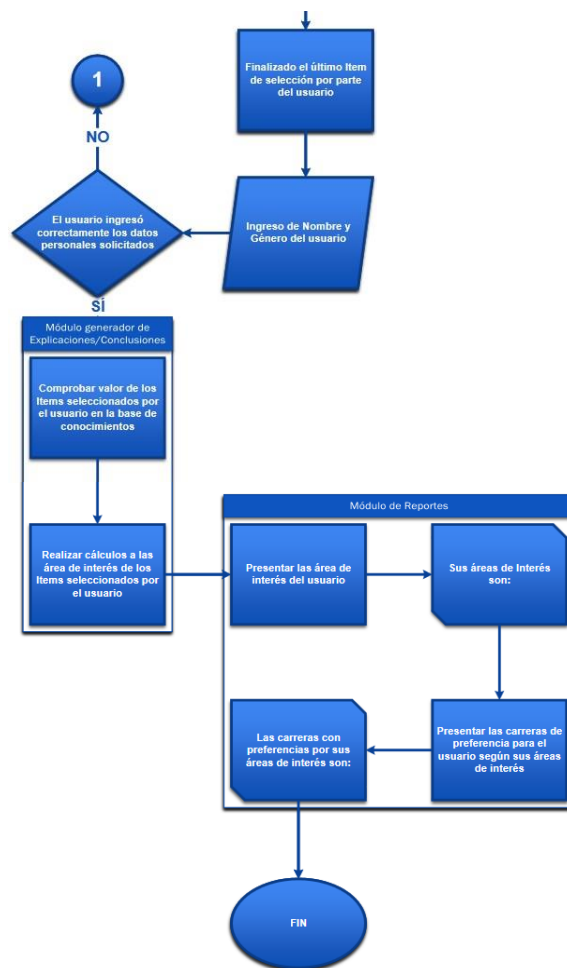 Finalizado el último Item
de selección por parte
del usuario
1
NO
El usuario ingresó
correctamente los datos
personales solicitados
Ingreso de Nombre y
Género del usuario
SÍ
Módulo generador de
Explicaciones/Conclusiones
Comprobar valor de los
Items seleccionados por
el usuario en la base de
conocimientos
Realizar cálculos a las
área de interés de los
Items seleccionados por
el usuario
Módulo de Reportes
Presentar las área de
interés del usuario
Sus áreas de Interés
son:
Las carreras con
preferencias por sus
áreas de interés son:
Presentar las carreras de
preferencia para el
usuario según sus áreas
de interés
FIN